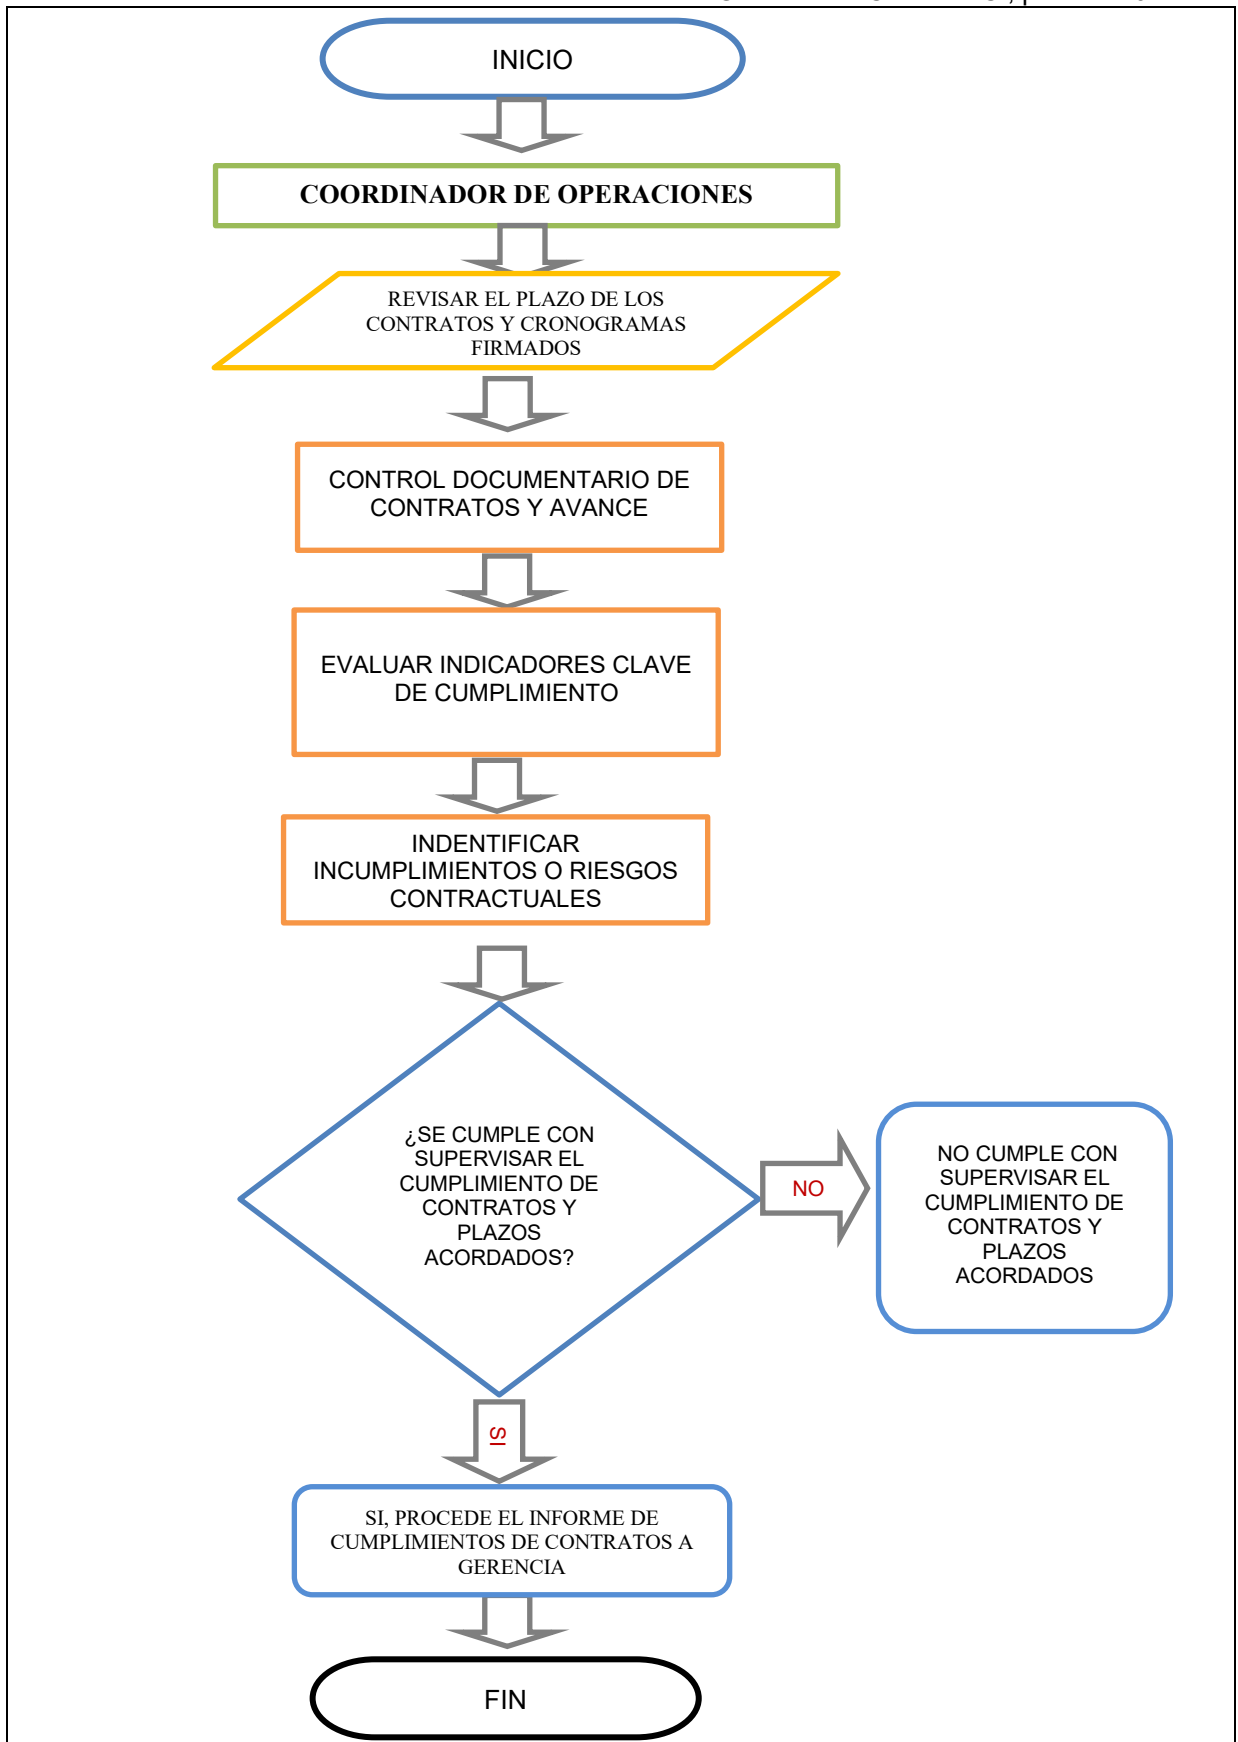 INICIO
COORDINADOR DE OPERACIONES
REVISAR EL PLAZO DE LOS
CONTRATOS Y CRONOGRAMAS
FIRMADOS
CONTROL DOCUMENTARIO DE
CONTRATOS Y AVANCE
EVALUAR INDICADORES CLAVE
DE CUMPLIMIENTO
INDENTIFICAR
INCUMPLIMIENTOS O RIESGOS
CONTRACTUALES
¿SE CUMPLE CON
SUPERVISAR EL
CUMPLIMIENTO DE
CONTRATOS Y
PLAZOS
ACORDADOS?
NO
NO CUMPLE CON
SUPERVISAR EL
CUMPLIMIENTO DE
CONTRATOS Y
PLAZOS
ACORDADOS
SI
SI, PROCEDE EL INFORME DE
CUMPLIMIENTOS DE CONTRATOS A
GERENCIA
FIN